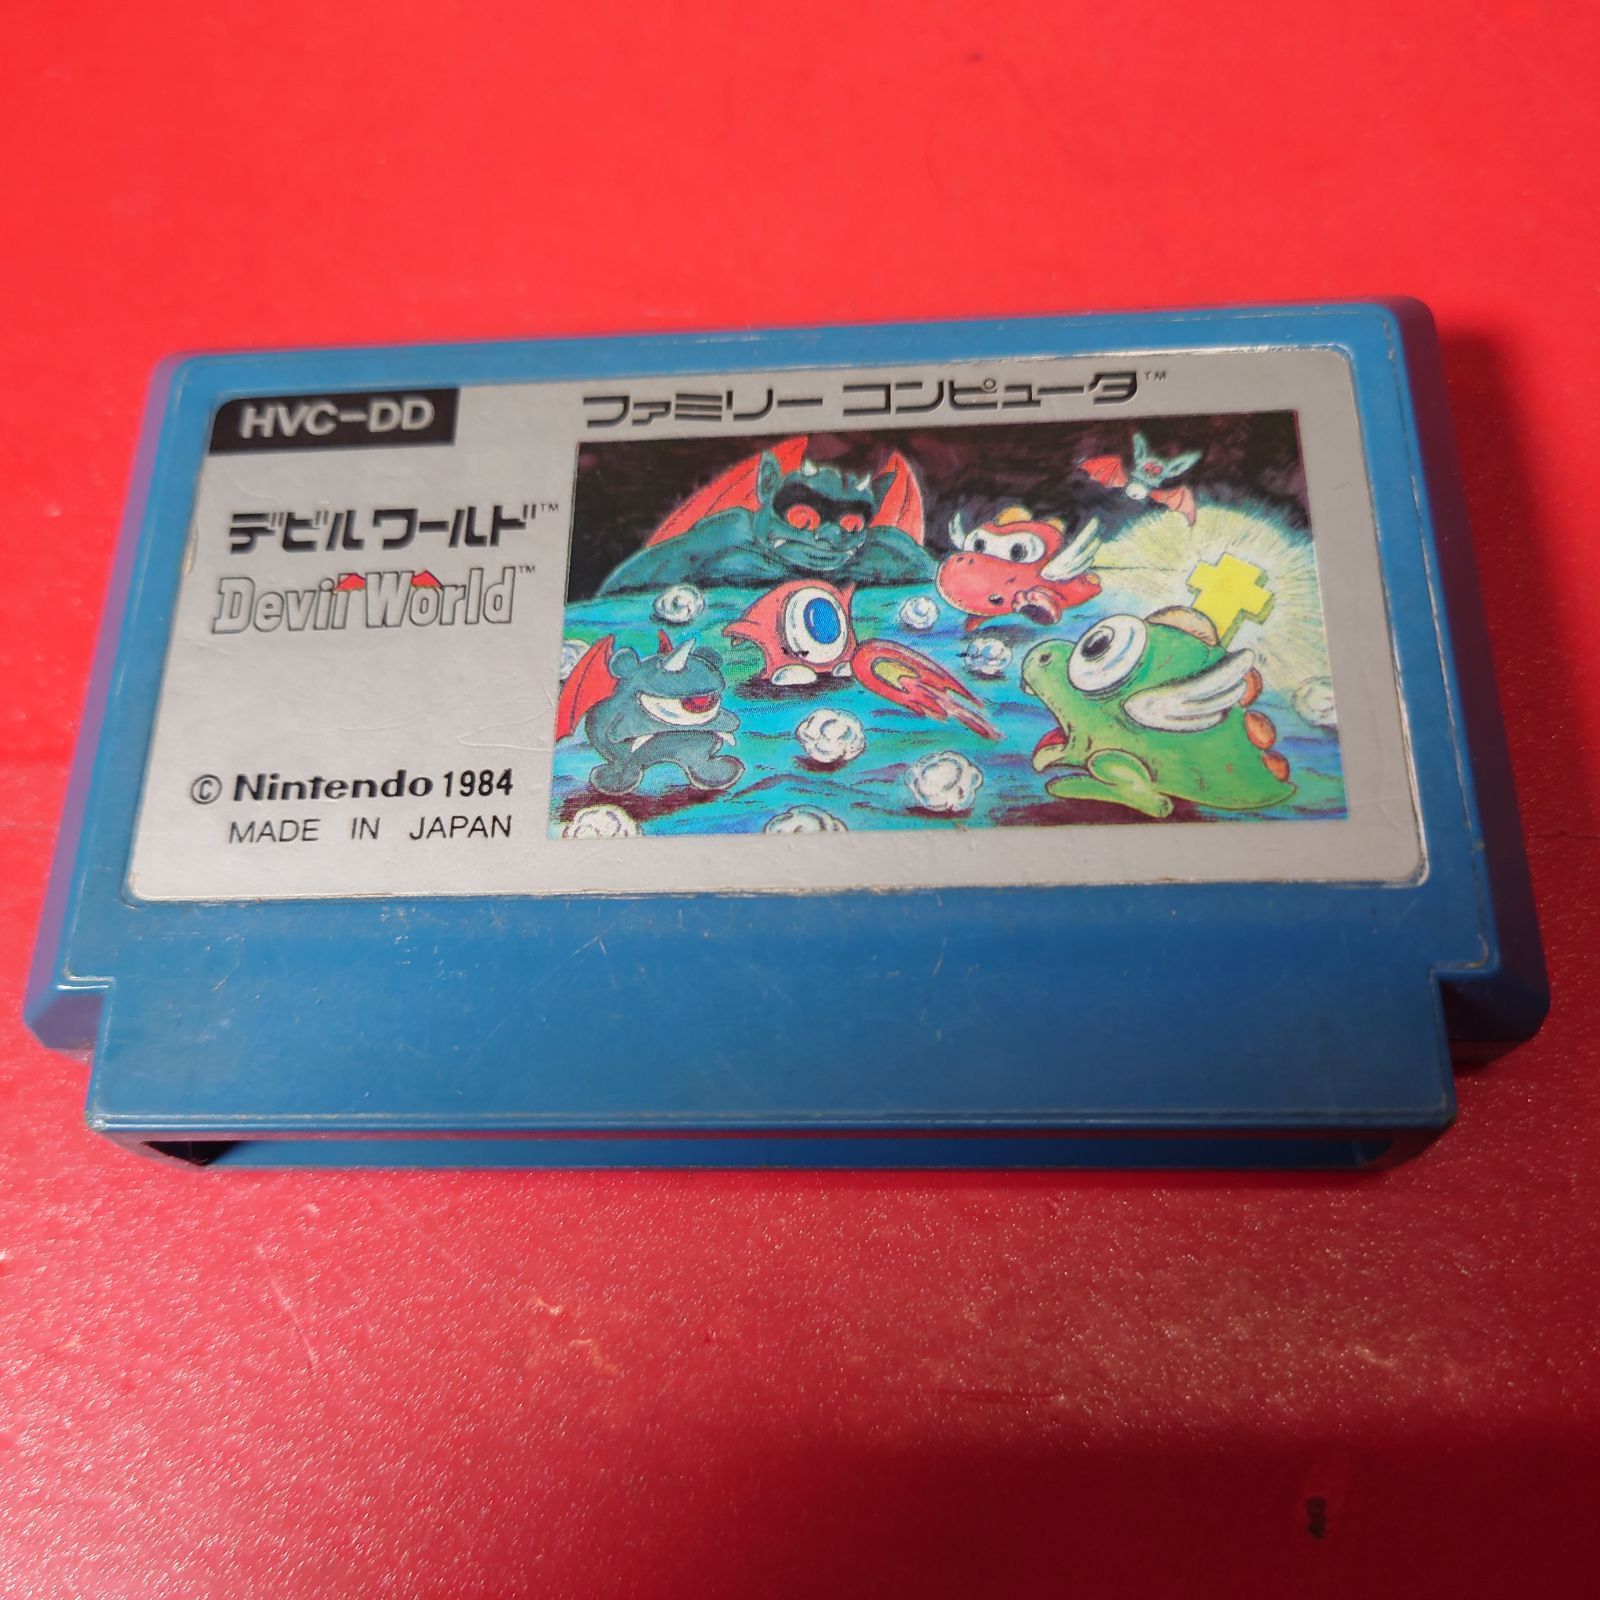 HVC-DD
ファミリー コンピュータ™
デビルワールド™
Devil World™
© Nintendo 1984
MADE IN JAPAN